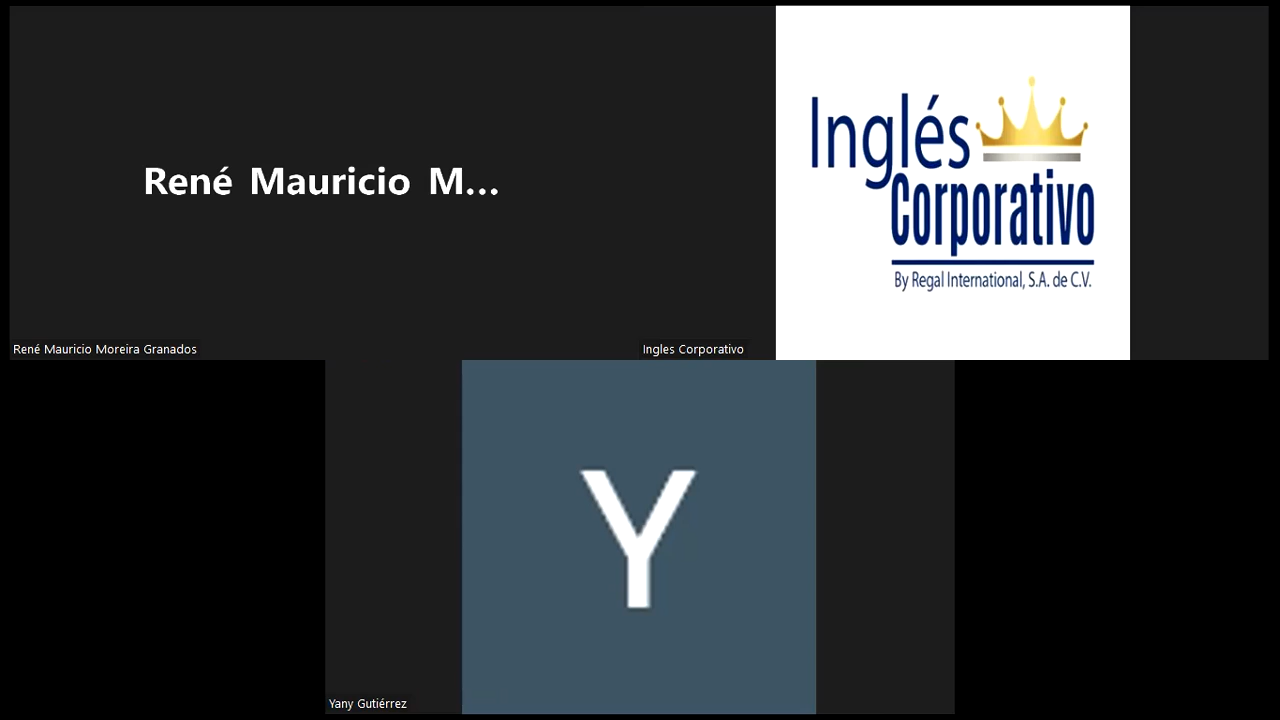 René Mauricio M...
René Mauricio Moreira Granados
Inglés
Corporativo
By Regal International, S.A. de C.V.
Ingles Corporativo
Y
Yany Gutiérrez